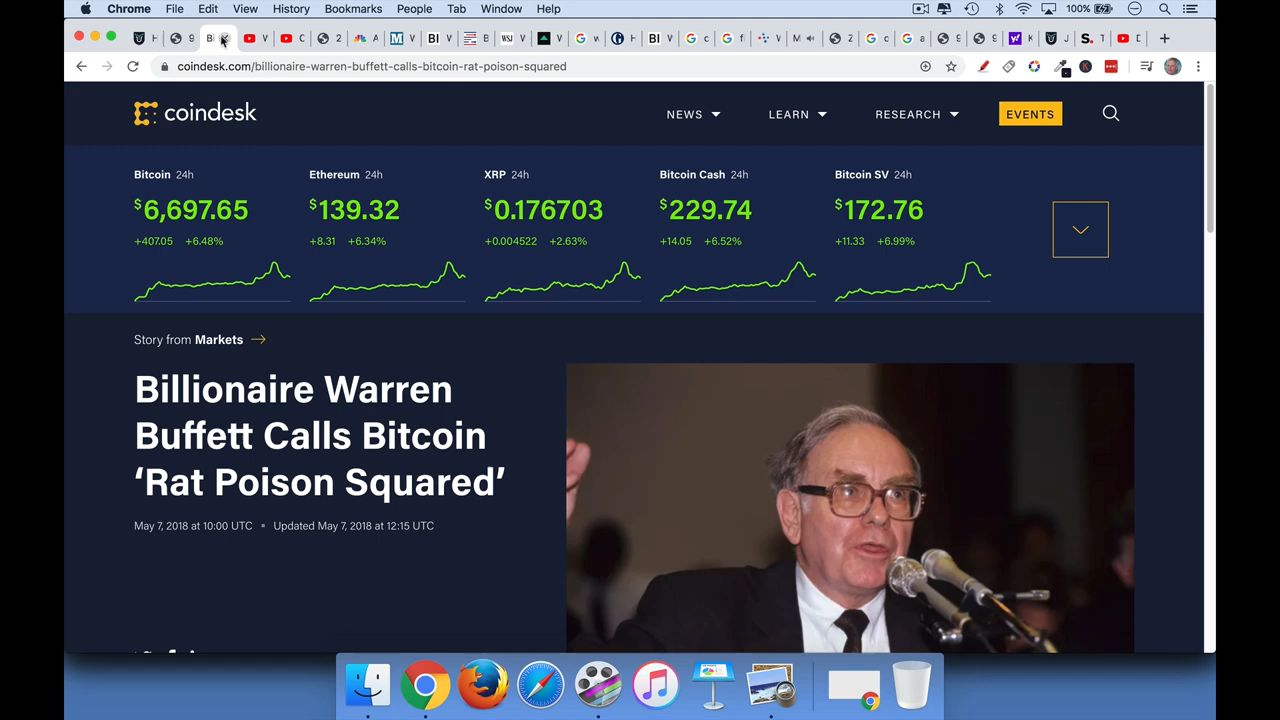 Chrome File Edit View History Bookmarks People Tab Window Help 100%
coindesk.com/billionaire-warren-buffett-calls-bitcoin-rat-poison-squared
coindesk NEWS LEARN RESEARCH EVENTS
Bitcoin 24h Ethereum 24h XRP 24h Bitcoin Cash 24h Bitcoin SV 24h
$6,697.65 $139.32 $0.176703 $229.74 $172.76
+407.05 +6.48% +8.31 +6.34% +0.004522 +2.63% +14.05 +6.52% +11.33 +6.99%
Story from Markets
Billionaire Warren
Buffett Calls Bitcoin
‘Rat Poison Squared’
May 7, 2018 at 10:00 UTC Updated May 7, 2018 at 12:15 UTC